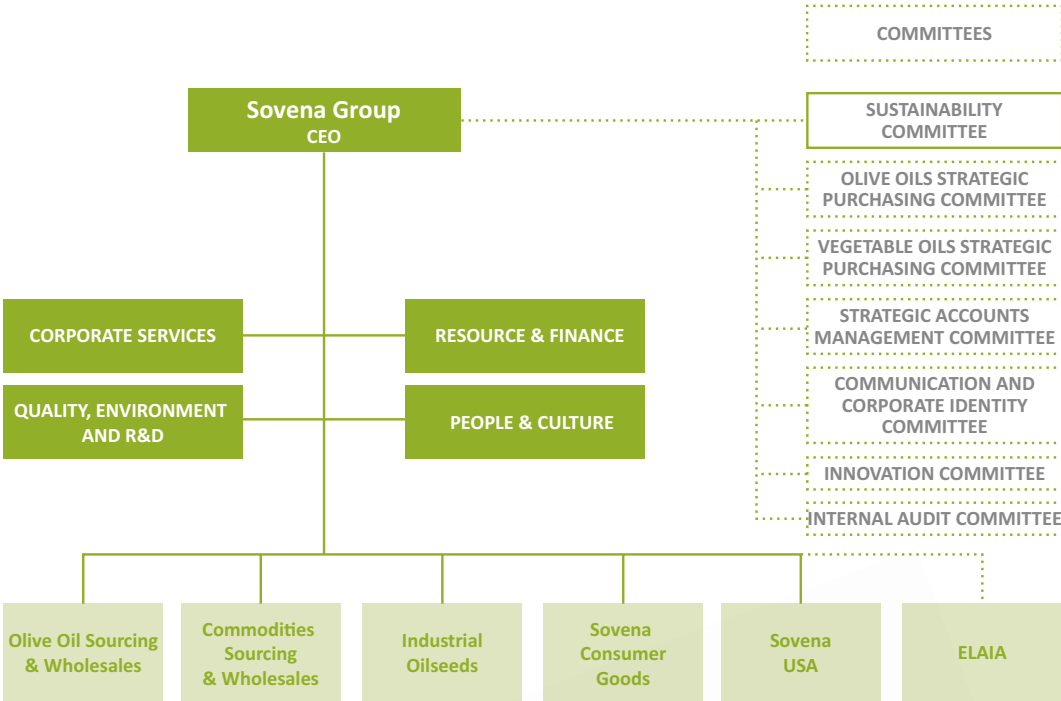 COMMITTEES
Sovena Group
CEO
SUSTAINABILITY
COMMITTEE
OLIVE OILS STRATEGIC
PURCHASING COMMITTEE
VEGETABLE OILS STRATEGIC
PURCHASING COMMITTEE
STRATEGIC ACCOUNTS
MANAGEMENT COMMITTEE
COMMUNICATION AND
CORPORATE IDENTITY
COMMITTEE
INNOVATION COMMITTEE
INTERNAL AUDIT COMMITTEE
CORPORATE SERVICES
RESOURCE & FINANCE
QUALITY, ENVIRONMENT
AND R&D
PEOPLE & CULTURE
Olive Oil Sourcing
& Wholesales
Commodities
Sourcing
& Wholesales
Industrial
Oilseeds
Sovena
Consumer
Goods
Sovena
USA
ELAIA